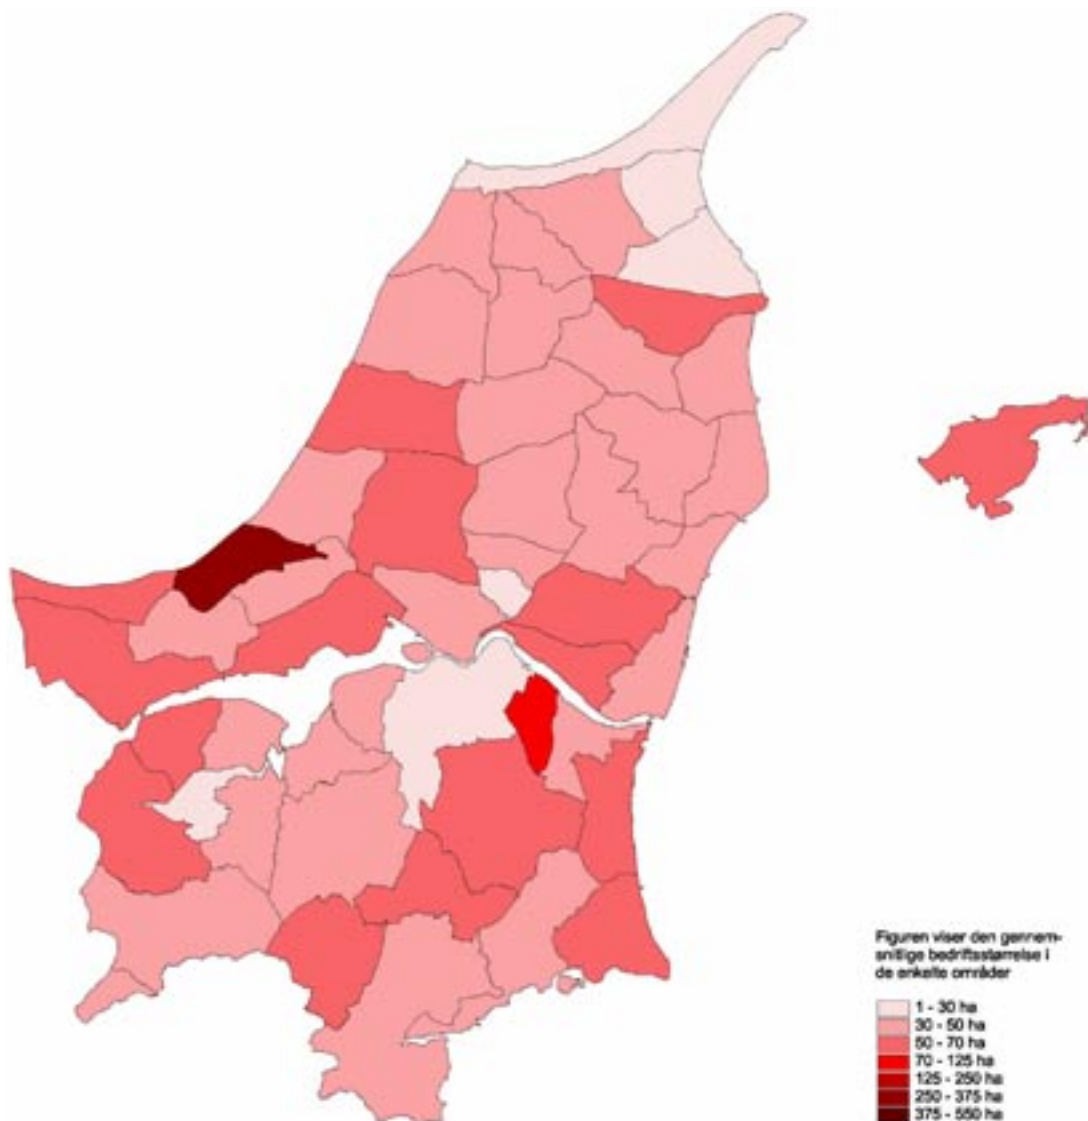 Figuren viser den gennem-
snitlige bedriftsstørrelse i
de enkelte områder
1 - 30 ha
30 - 50 ha
50 - 70 ha
70 - 125 ha
125 - 250 ha
250 - 375 ha
375 - 550 ha